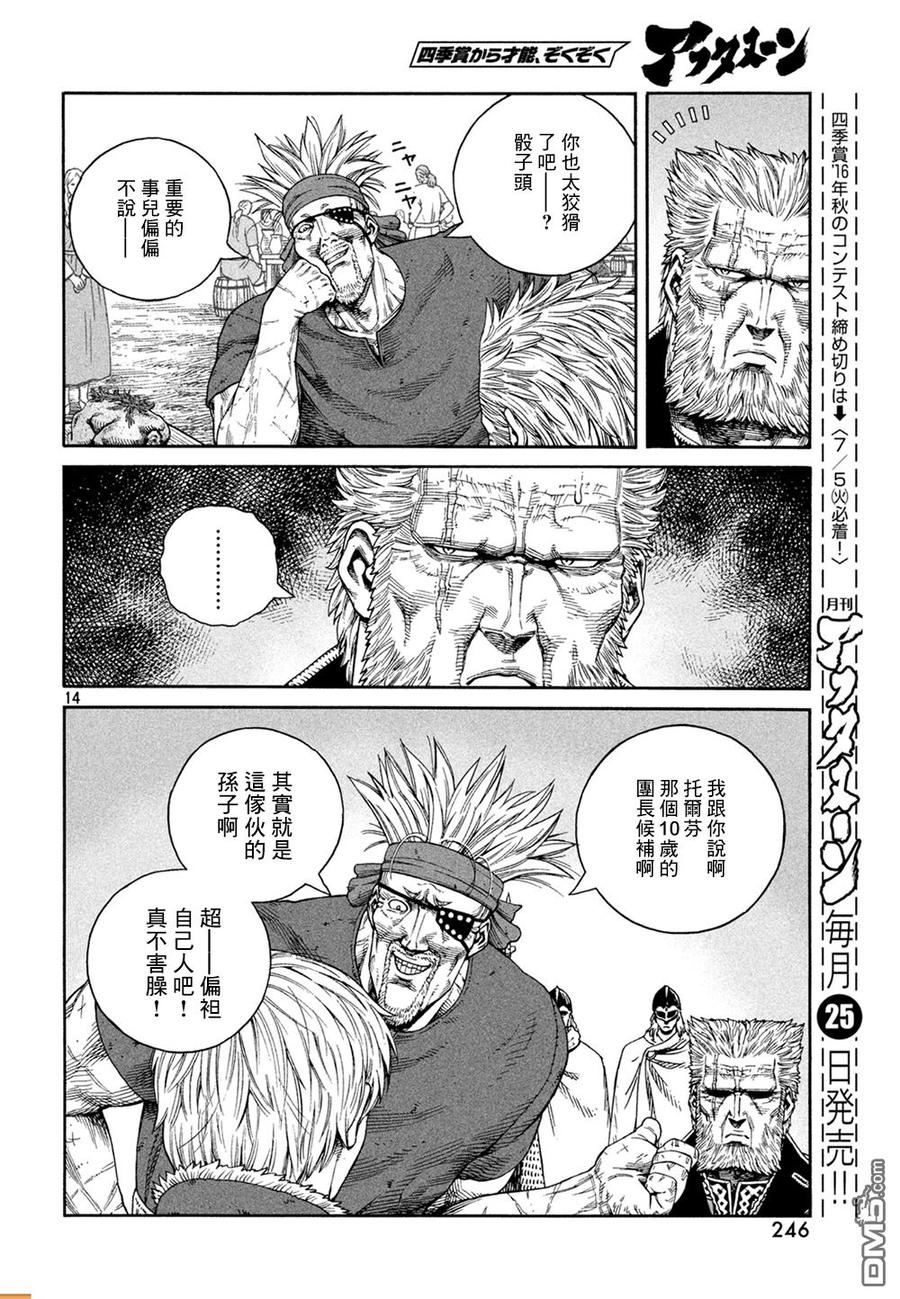 四季賞から才能、ぞくぞく
アフタヌーン
四季賞'16年秋のコンテスト締め切りは➡〈7／5㈫必着！〉
月刊
アフタヌーン
毎月25日発売!!!
你也太狡猾
了吧——?
骰子頭
ニヤ
ニヤ
重要的
事兒偏偏
不說
——
………
14
我跟你說啊
托爾芬
那個10歲的
團長候補啊
其實就是
這傢伙的
孫子啊
超——偏袒
自己人吧！
真不害臊！
246
DM5.com